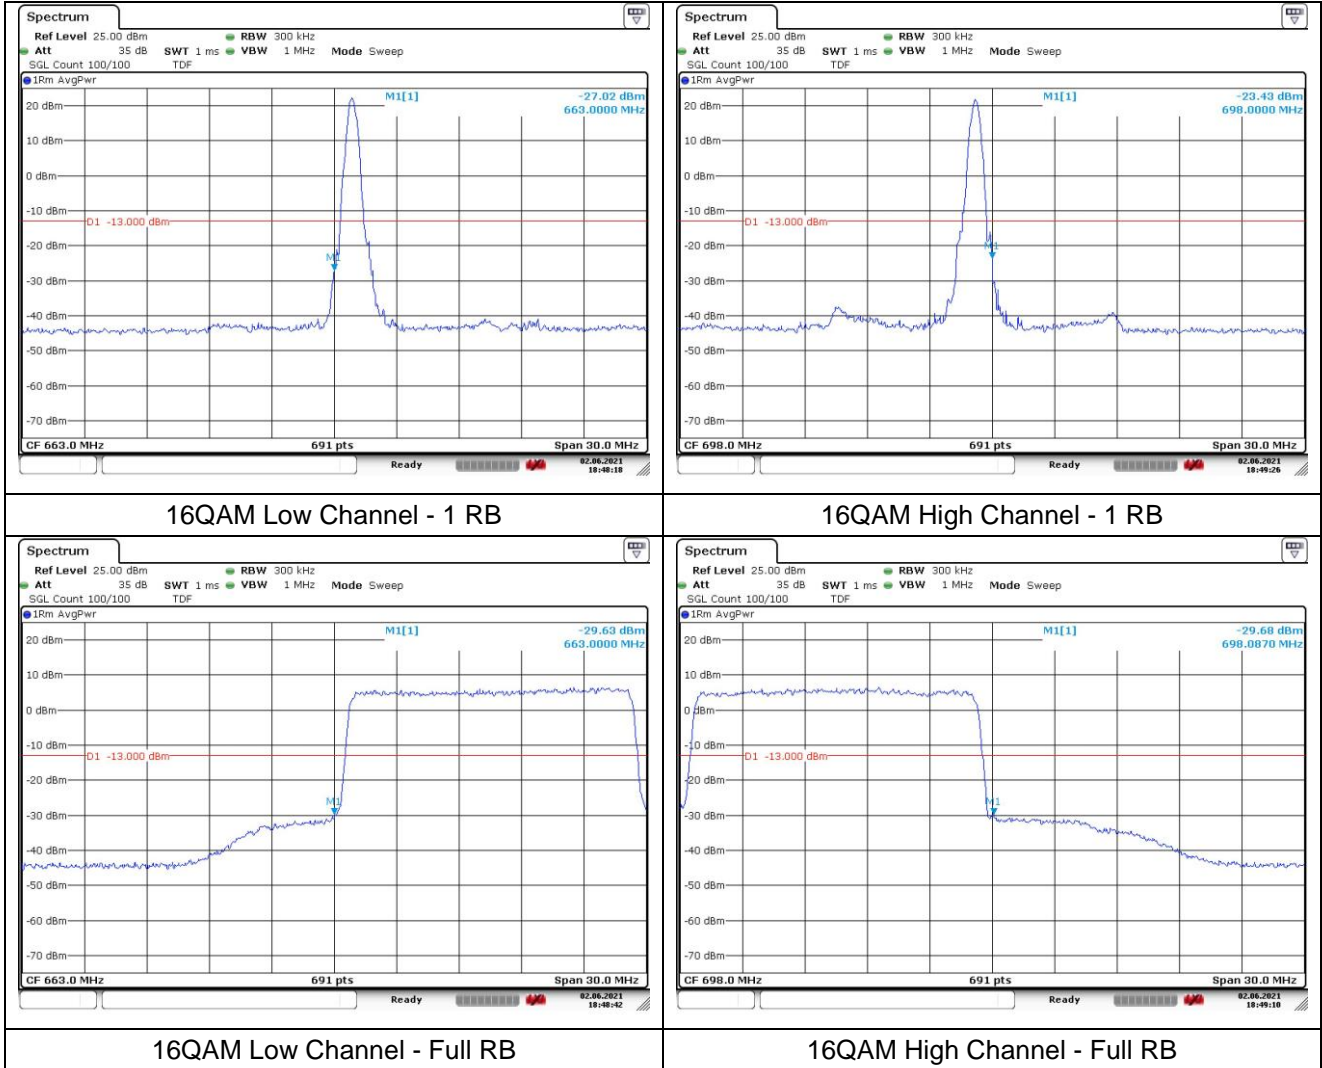 Spectrum
Ref Level 25.00 dBm RBW 300 kHz
Att 35 dB SWT 1 ms VBW 1 MHz Mode Sweep
SGL Count 100/100 TDF
1Rm AvgPwr
M1[1] -27.02 dBm
663.0000 MHz
20 dBm
10 dBm
0 dBm
-10 dBm
D1 -13.000 dBm
-20 dBm
M1
-30 dBm
-40 dBm
-50 dBm
-60 dBm
-70 dBm
CF 663.0 MHz 691 pts Span 30.0 MHz
Ready 02.06.2021
18:48:18
16QAM Low Channel - 1 RB
Spectrum
Ref Level 25.00 dBm RBW 300 kHz
Att 35 dB SWT 1 ms VBW 1 MHz Mode Sweep
SGL Count 100/100 TDF
1Rm AvgPwr
M1[1] -23.43 dBm
698.0000 MHz
20 dBm
10 dBm
0 dBm
-10 dBm
D1 -13.000 dBm
-20 dBm
M1
-30 dBm
-40 dBm
-50 dBm
-60 dBm
-70 dBm
CF 698.0 MHz 691 pts Span 30.0 MHz
Ready 02.06.2021
18:49:26
16QAM High Channel - 1 RB
Spectrum
Ref Level 25.00 dBm RBW 300 kHz
Att 35 dB SWT 1 ms VBW 1 MHz Mode Sweep
SGL Count 100/100 TDF
1Rm AvgPwr
M1[1] -29.63 dBm
663.0000 MHz
20 dBm
10 dBm
0 dBm
-10 dBm
D1 -13.000 dBm
-20 dBm
M1
-30 dBm
-40 dBm
-50 dBm
-60 dBm
-70 dBm
CF 663.0 MHz 691 pts Span 30.0 MHz
Ready 02.06.2021
18:48:42
16QAM Low Channel - Full RB
Spectrum
Ref Level 25.00 dBm RBW 300 kHz
Att 35 dB SWT 1 ms VBW 1 MHz Mode Sweep
SGL Count 100/100 TDF
1Rm AvgPwr
M1[1] -29.68 dBm
698.0870 MHz
20 dBm
10 dBm
0 dBm
-10 dBm
D1 -13.000 dBm
-20 dBm
M1
-30 dBm
-40 dBm
-50 dBm
-60 dBm
-70 dBm
CF 698.0 MHz 691 pts Span 30.0 MHz
Ready 02.06.2021
18:49:10
16QAM High Channel - Full RB